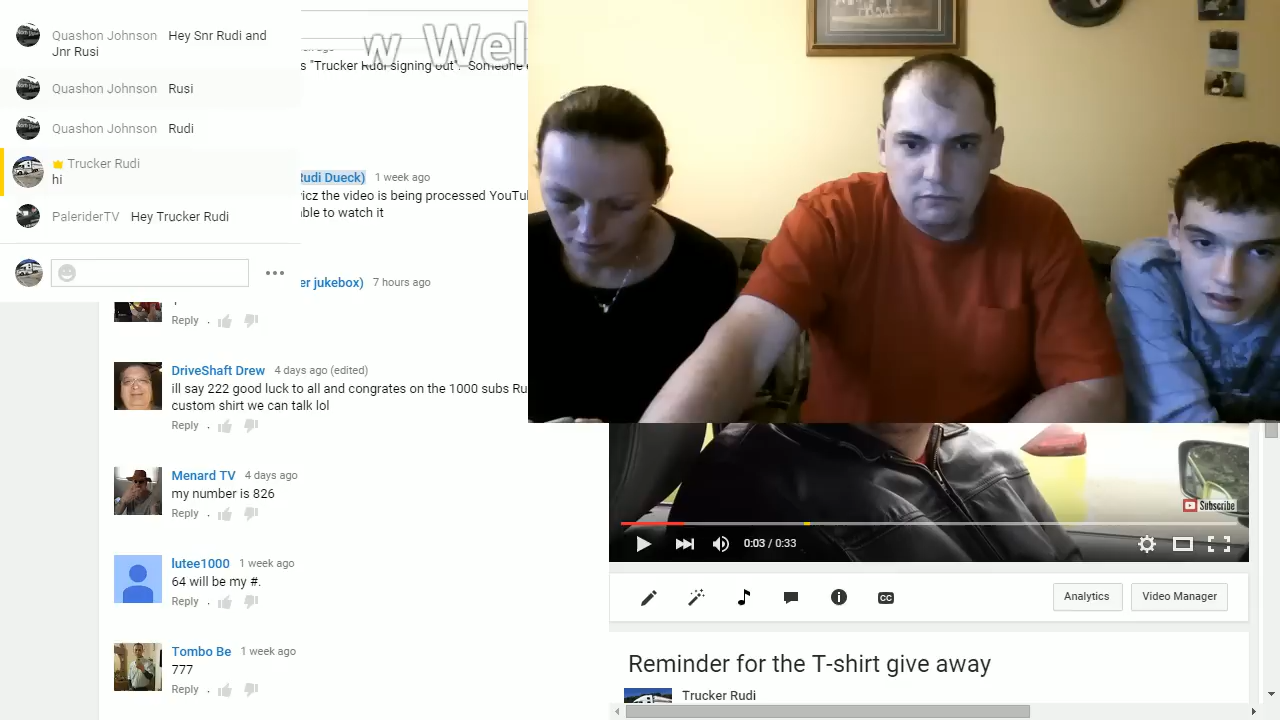 Quashon Johnson Hey Snr Rudi and
Jnr Rusi
Quashon Johnson Rusi
Quashon Johnson Rudi
Trucker Rudi
hi
PaleriderTV Hey Trucker Rudi
w Wel
"Trucker Rudi signing out". Someone
Rudi Dueck) 1 week ago
the video is being processed YouTu
able to watch it
er jukebox) 7 hours ago
Reply .
DriveShaft Drew 4 days ago (edited)
ill say 222 good luck to all and congrates on the 1000 subs Ru
custom shirt we can talk lol
Reply .
Menard TV 4 days ago
my number is 826
Reply .
lutee1000 1 week ago
64 will be my #.
Reply .
Tombo Be 1 week ago
777
Reply .
Subscribe
0:03 / 0:33
CC
Analytics Video Manager
Reminder for the T-shirt give away
Trucker Rudi